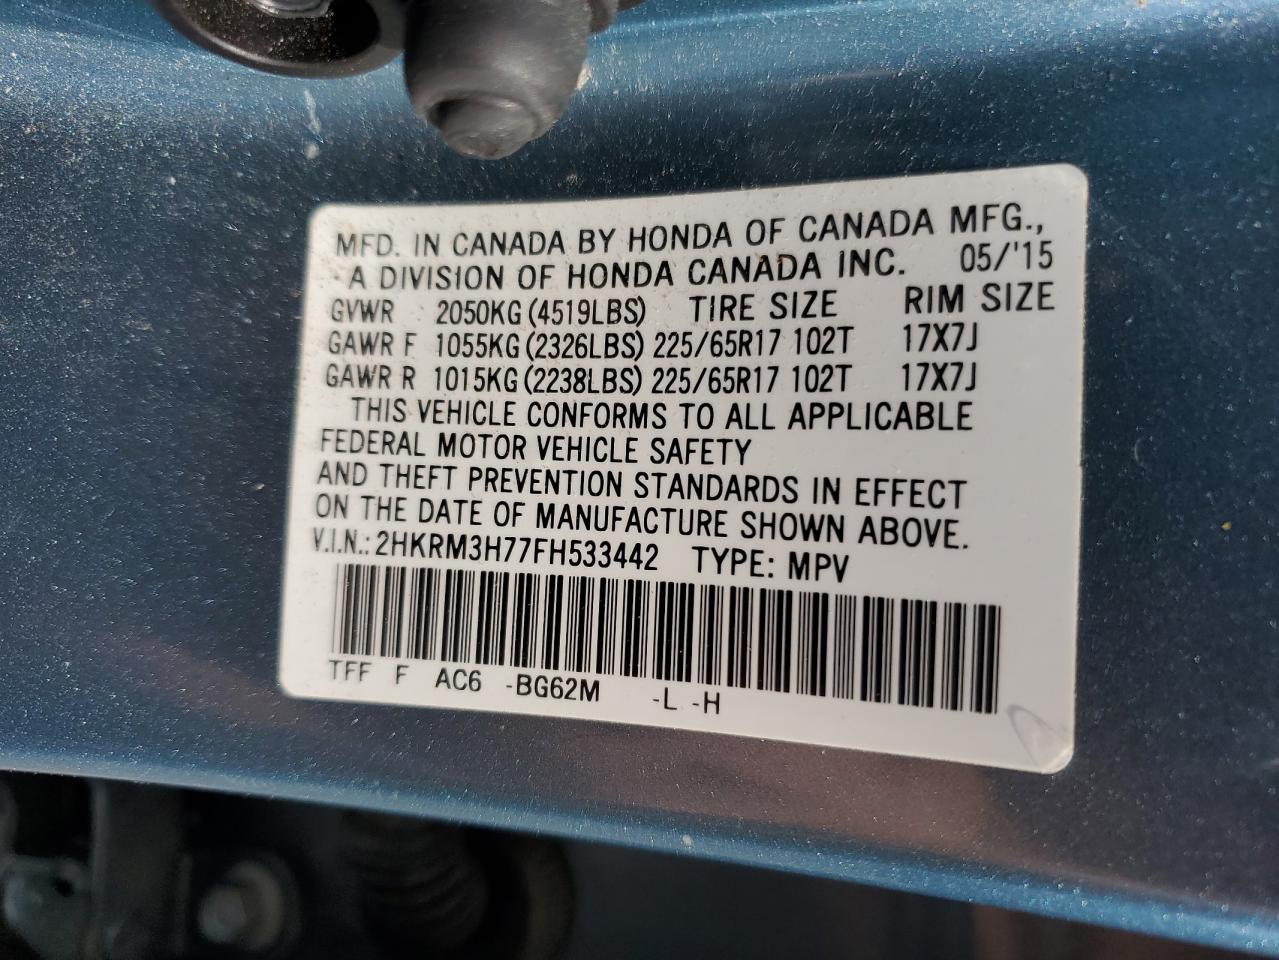 MFD. IN CANADA BY HONDA OF CANADA MFG.,
A DIVISION OF HONDA CANADA INC. 05/'15
GVWR 2050KG (4519LBS) TIRE SIZE RIM SIZE
GAWR F 1055KG (2326LBS) 225/65R17 102T 17X7J
GAWR R 1015KG (2238LBS) 225/65R17 102T 17X7J
THIS VEHICLE CONFORMS TO ALL APPLICABLE
FEDERAL MOTOR VEHICLE SAFETY
AND THEFT PREVENTION STANDARDS IN EFFECT
ON THE DATE OF MANUFACTURE SHOWN ABOVE.
V.I.N.: 2HKRM3H77FH533442 TYPE: MPV
TFF F AC6 -BG62M -L -H